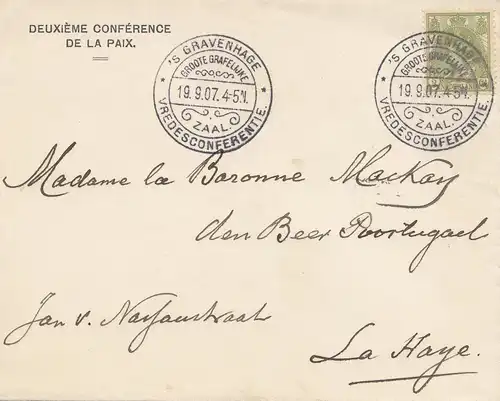 DEUXIÈME CONFÉRENCE
DE LA PAIX.
* 'S GRAVENHAGE *
GROOTE GRAFELIJKE
19.9.07.4-5N.
ZAAL.
VREDESCONFERENTIE.
* 'S GRAVENHAGE
GROOTE GRAFELIJKE
19.9.07.4-5N.
ZAAL.
VREDESCONFERENTIE.
Madame la Baronne Mackay
den Beer Poortugael
Jan v. Nassaustraat
La Haye.